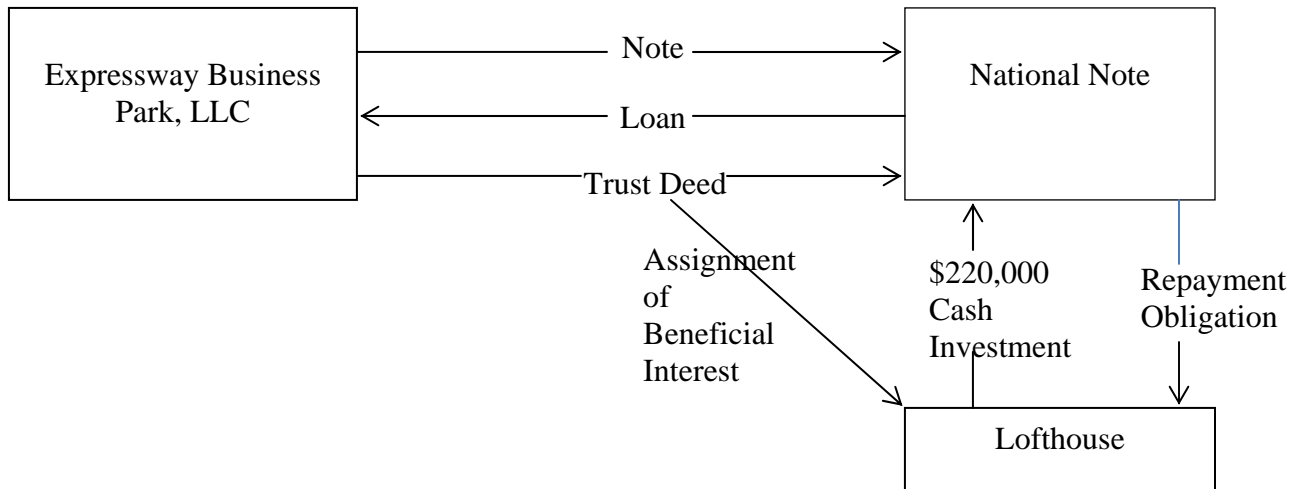 Expressway Business
Park, LLC
Note
National Note
Loan
Trust Deed
Assignment
of
Beneficial
Interest
$220,000
Cash
Investment
Repayment
Obligation
Lofthouse